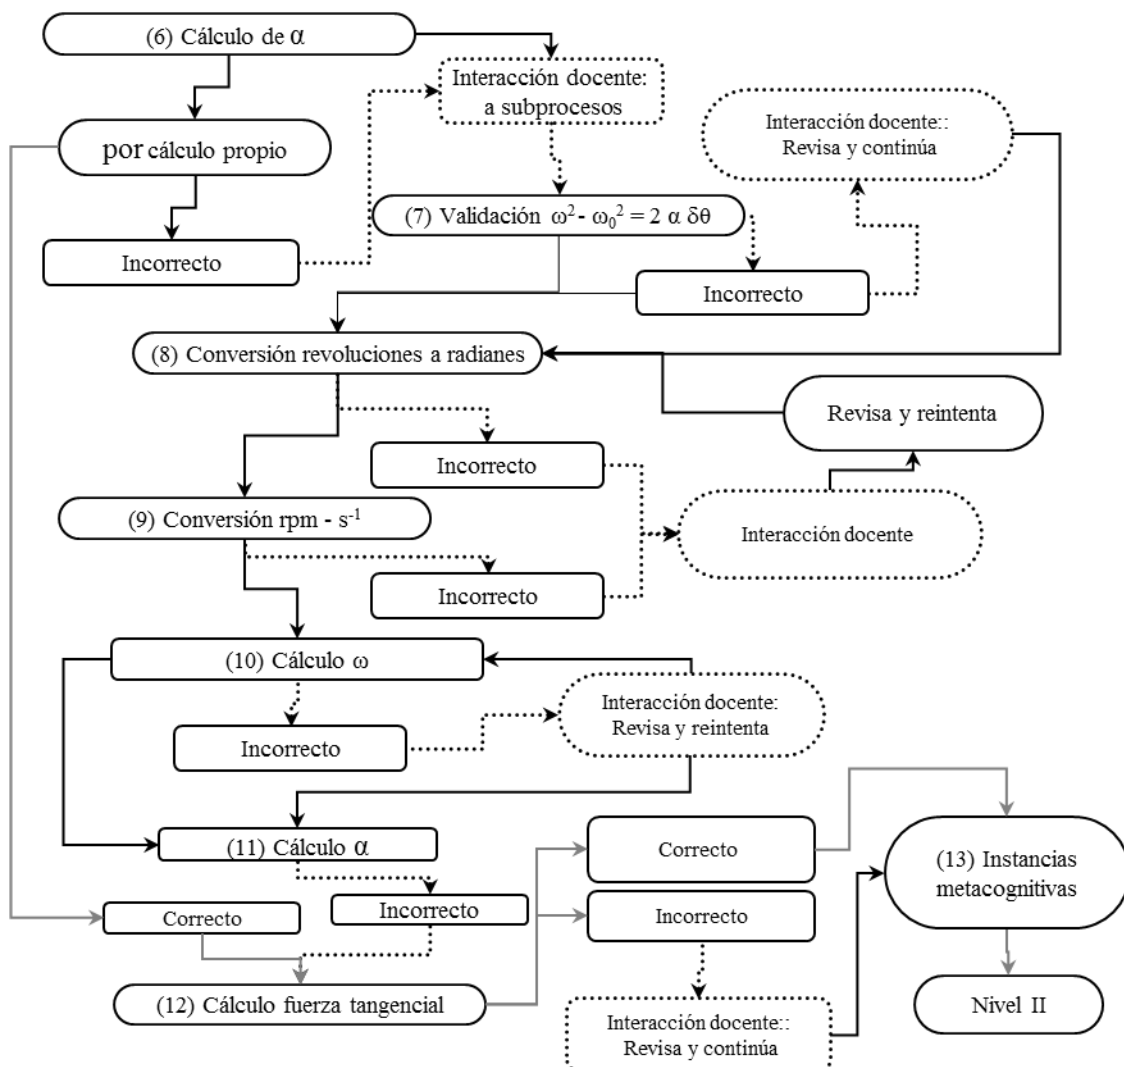 (6) Cálculo de α
Interacción docente:
a subprocesos
Interacción docente::
Revisa y continúa
por cálculo propio
(7) Validación ω² - ω₀² = 2 α δθ
Incorrecto
Incorrecto
(8) Conversión revoluciones a radianes
Revisa y reintenta
Incorrecto
(9) Conversión rpm - s⁻¹
Interacción docente
Incorrecto
(10) Cálculo ω
Interacción docente:
Revisa y reintenta
Incorrecto
(11) Cálculo α
Correcto
(13) Instancias
metacognitivas
Incorrecto
Correcto
Incorrecto
(12) Cálculo fuerza tangencial
Nivel II
Interacción docente::
Revisa y continúa